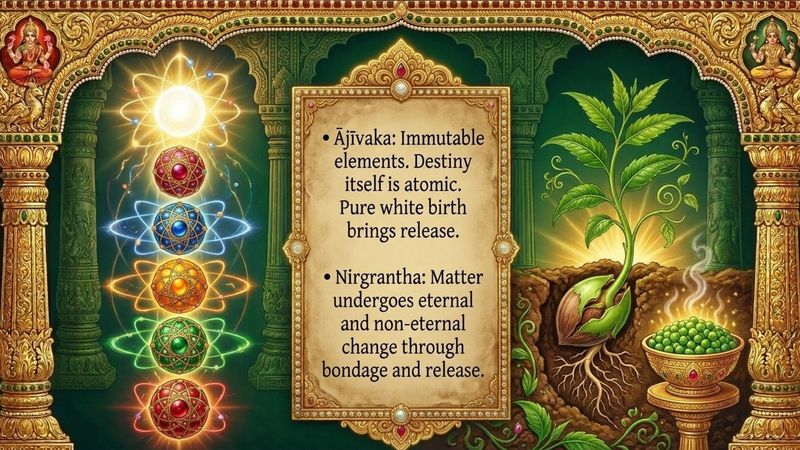 • Ājīvaka: Immutable
elements. Destiny
itself is atomic.
Pure white birth
brings release.
• Nirgrantha: Matter
undergoes eternal
and non-eternal
change through
bondage and release.